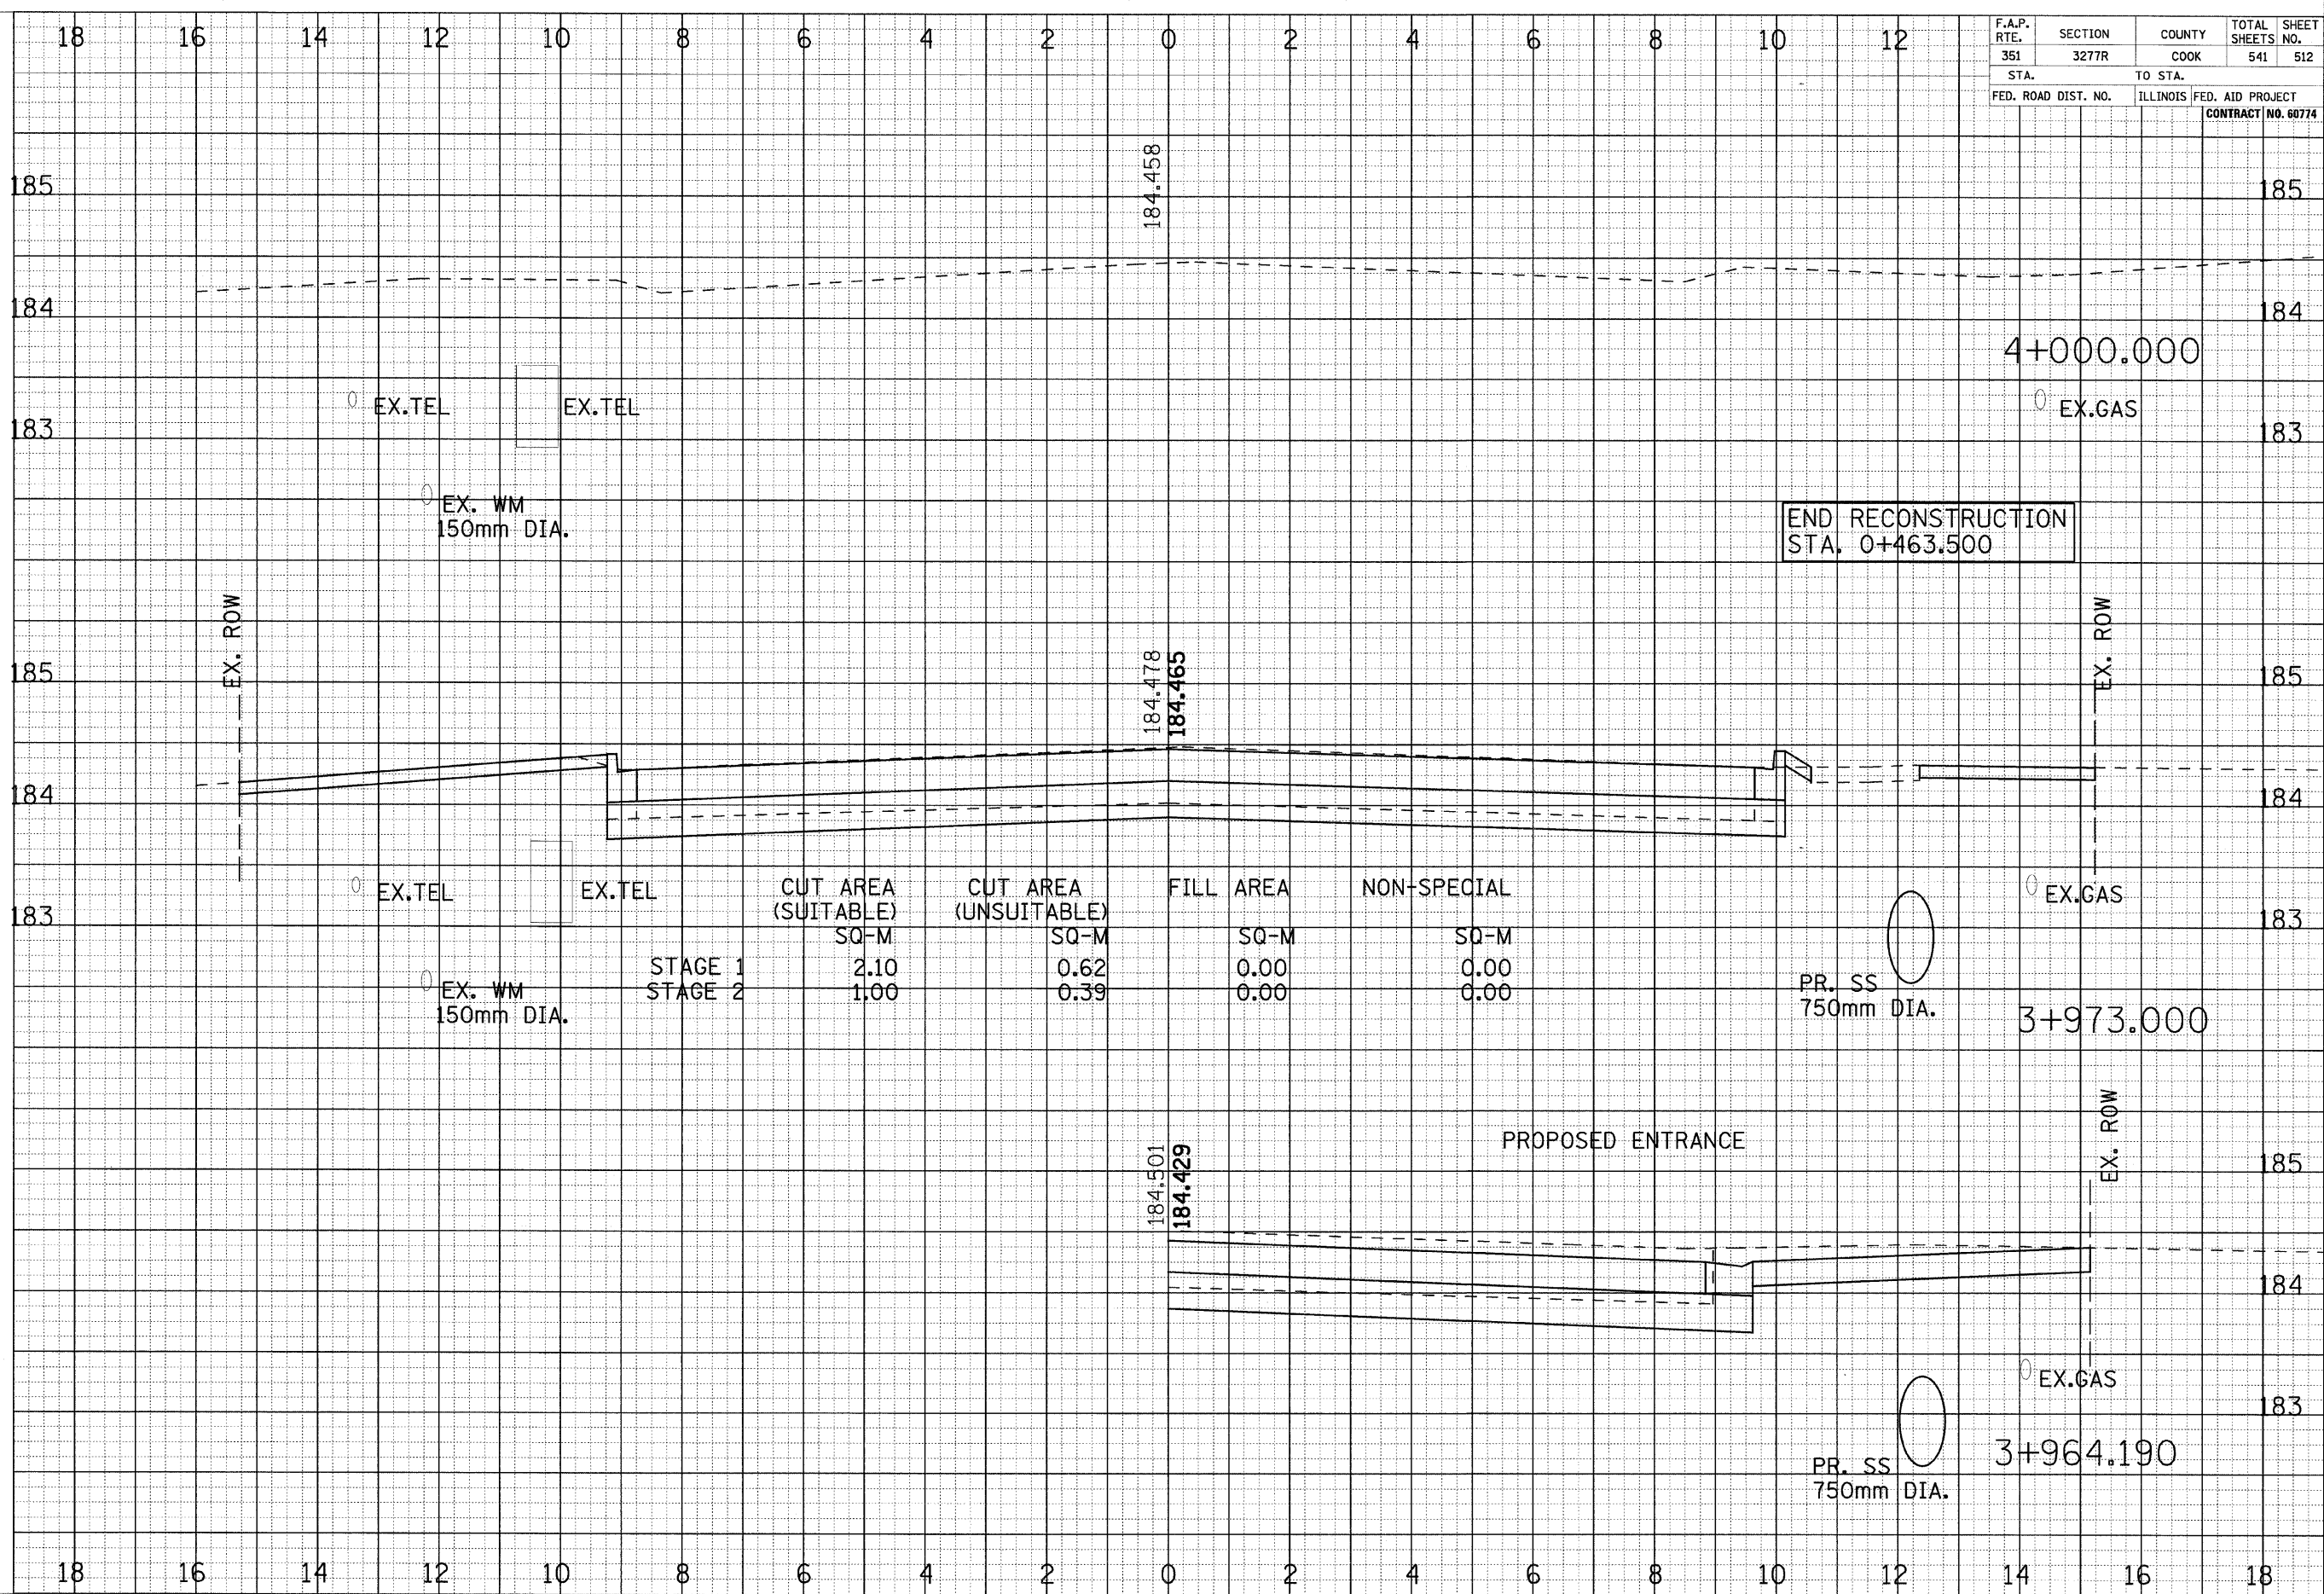 18 16 14 12 10 8 6 4 2 0 2 4 6 8 10 12
F.A.P. RTE. SECTION COUNTY TOTAL SHEETS SHEET NO.
351 3277R COOK 541 512
STA. TO STA.
FED. ROAD DIST. NO. ILLINOIS FED. AID PROJECT
CONTRACT NO. 60774
184.458
185 185
184 184
4+000.000
EX.TEL EX.TEL EX.GAS
183 183
EX. WM
150mm DIA.
END RECONSTRUCTION
STA. 0+463.500
EX. ROW EX. ROW
184.478
184.465
185 185
184 184
EX.TEL EX.TEL EX.GAS
183 183
CUT AREA CUT AREA FILL AREA NON-SPECIAL
(SUITABLE) (UNSUITABLE)
SQ-M SQ-M SQ-M SQ-M
STAGE 1 2.10 0.62 0.00 0.00
STAGE 2 1.00 0.39 0.00 0.00
EX. WM
150mm DIA.
PR. SS
750mm DIA.
3+973.000
EX. ROW
PROPOSED ENTRANCE
184.501
184.429
185
184
EX.GAS
183
3+964.190
PR. SS
750mm DIA.
18 16 14 12 10 8 6 4 2 0 2 4 6 8 10 12 14 16 18